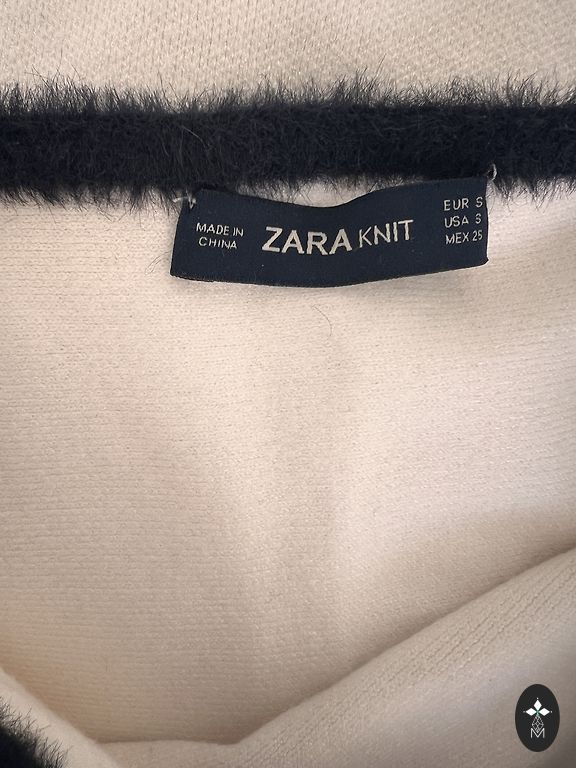 MADE IN
CHINA
ZARA KNIT
EUR S
USA S
MEX 25
M